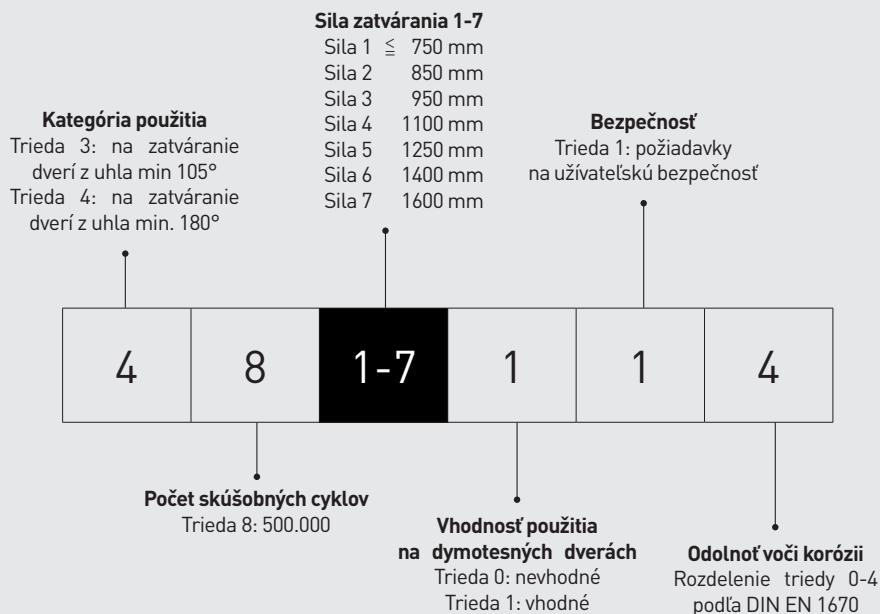 Sila zatvárania 1-7
Sila 1 ≦ 750 mm
Sila 2 850 mm
Sila 3 950 mm
Sila 4 1100 mm
Sila 5 1250 mm
Sila 6 1400 mm
Sila 7 1600 mm
Kategória použitia
Trieda 3: na zatváranie
dverí z uhla min 105°
Trieda 4: na zatváranie
dverí z uhla min. 180°
Bezpečnosť
Trieda 1: požiadavky
na užívateľskú bezpečnosť
4 8 1-7 1 1 4
Počet skúšobných cyklov
Trieda 8: 500.000
Vhodnosť použitia
na dymotesných dverách
Trieda 0: nevhodné
Trieda 1: vhodné
Odolnoť voči korózii
Rozdelenie triedy 0-4
podľa DIN EN 1670